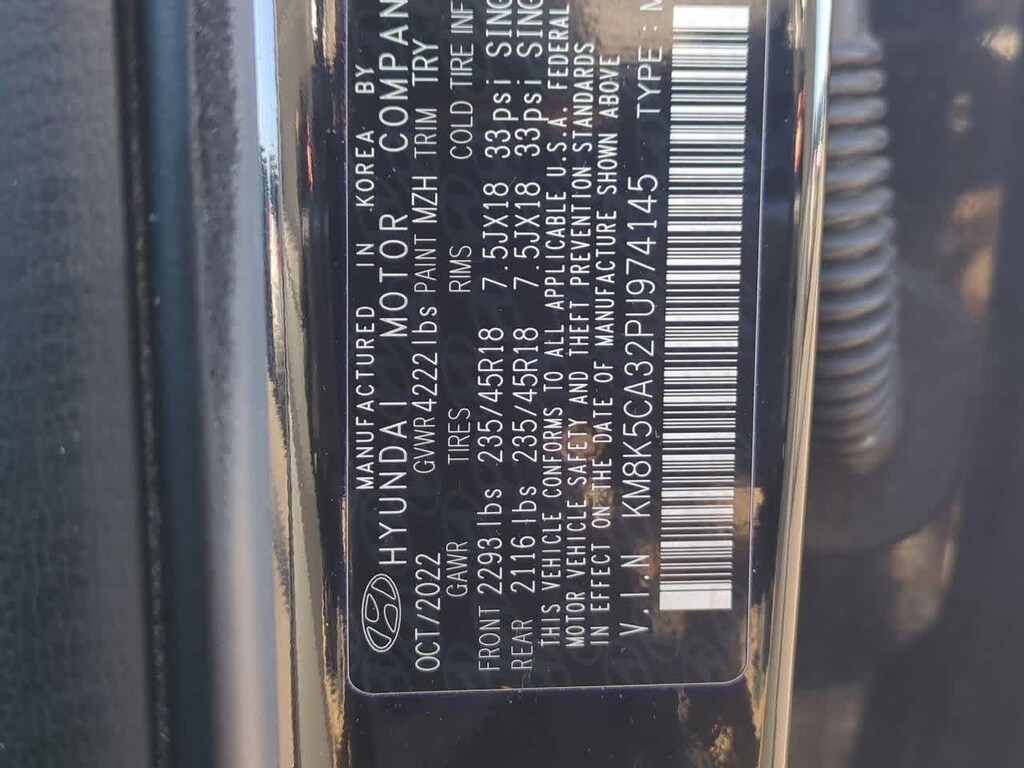 MANUFACTURED IN KOREA BY
HYUNDAI MOTOR COMPAN
OCT/2022 GVWR 4222 lbs PAINT MZH TRIM TRY
GAWR TIRES RIMS COLD TIRE INF
FRONT 2293 lbs 235/45R18 7.5JX18 33psi SING
REAR 2116 lbs 235/45R18 7.5JX18 33psi SING
THIS VEHICLE CONFORMS TO ALL APPLICABLE U.S.A. FEDERAL
MOTOR VEHICLE SAFETY AND THEFT PREVENTION STANDARDS
IN EFFECT ON THE DATE OF MANUFACTURE SHOWN ABOVE
V.I.N KM8K5CA32PU974145 TYPE : M